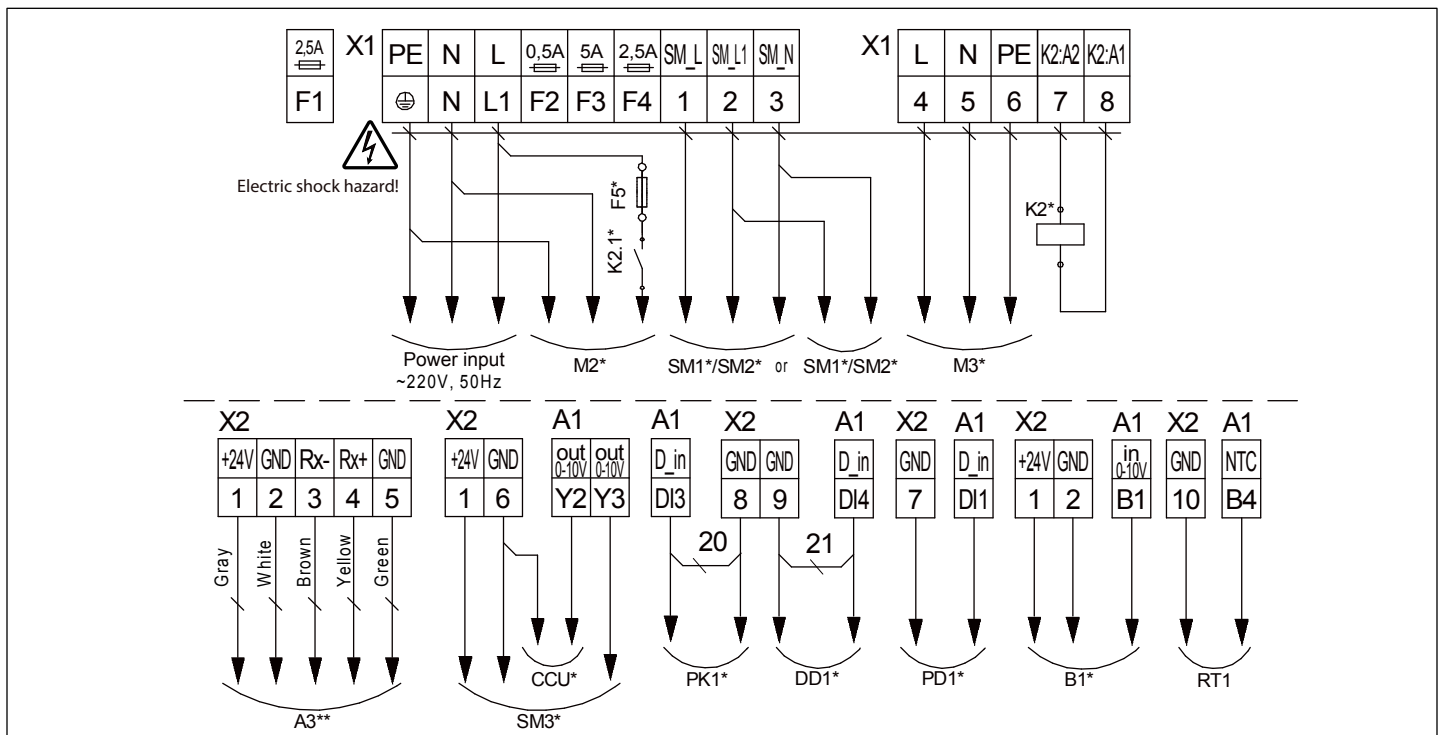 2,5A X1 PE N L 0,5A 5A 2,5A SM_L SM_L1 SM_N X1 L N PE K2:A2 K2:A1
F1 N L1 F2 F3 F4 1 2 3 4 5 6 7 8
Electric shock hazard!
F5*
K2.1*
K2*
Power input
~220V, 50Hz
M2* SM1*/SM2* or SM1*/SM2* M3*
X2 X2 A1 A1 X2 A1 X2 A1 X2 A1 X2 A1
+24V GND Rx- Rx+ GND +24V GND out 0-10V out 0-10V D_in GND GND D_in GND D_in +24V GND in 0-10V GND NTC
1 2 3 4 5 1 6 Y2 Y3 DI3 8 9 DI4 7 DI1 1 2 B1 10 B4
20 21
Gray
White
Brown
Yellow
Green
CCU* PK1* DD1* PD1* B1* RT1
A3** SM3*